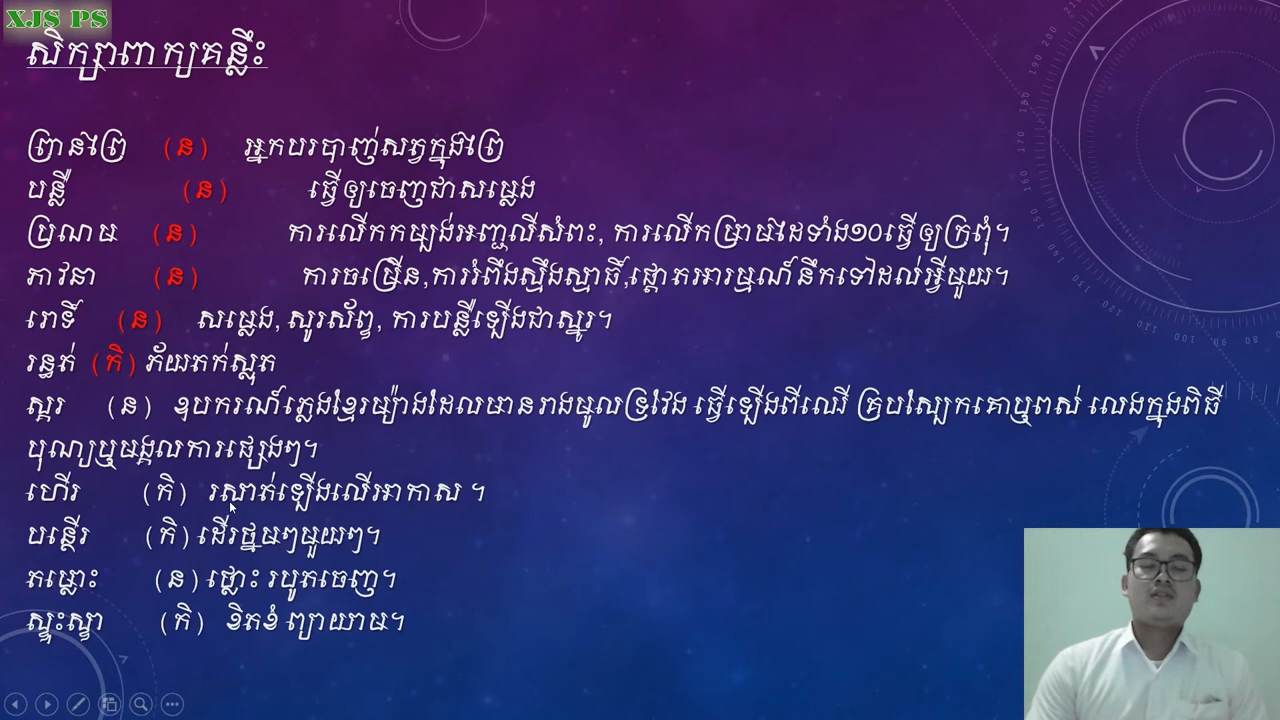 XJS PS
សិក្សាពាក្យគន្លឹះ
ព្រានព្រៃ (ន) អ្នកបរបាញ់សត្វក្នុងព្រៃ
បន្លឺ (ន) ធ្វើឲ្យចេញជាសម្លេង
ប្រណម (ន) ការលើកកម្បង់អញ្ជលីសំពះ, ការលើកម្រាមដៃទាំង១០ធ្វើឲ្យក្រពុំ។
ភាវនា (ន) ការចម្រើន,ការរំពឹងស្មឹងស្មាធិ៍,ផ្តោតអារម្មណ៍នឹកទៅដល់អ្វីមួយ។
រោទិ៍ (ន) សម្លេង, សូរស័ព្ទ, ការបន្លឺឡើងជាស្នូរ។
រន្ធត់ (កិ) ភ័យតក់ស្លុត
ស្គរ (ន) ឧបករណ៍ភ្លេងខ្មែរម្យ៉ាងដែលមានរាងមូលទ្រវែង ធ្វើឡើងពីឈើ គ្របស្បែកគោឬពស់ លេងក្នុងពិធី
បុណ្យឬមង្គលការផ្សេងៗ។
ហើរ (កិ) រសាត់ឡើងលើអាកាស ។
បន្ថើរ (កិ) ដើរថ្នមៗមួយៗ។
តម្លោះ (ន) ផ្លោះ របូតចេញ។
ស្ទុះស្ទា (កិ) ខិតខំ ព្យាយាម។